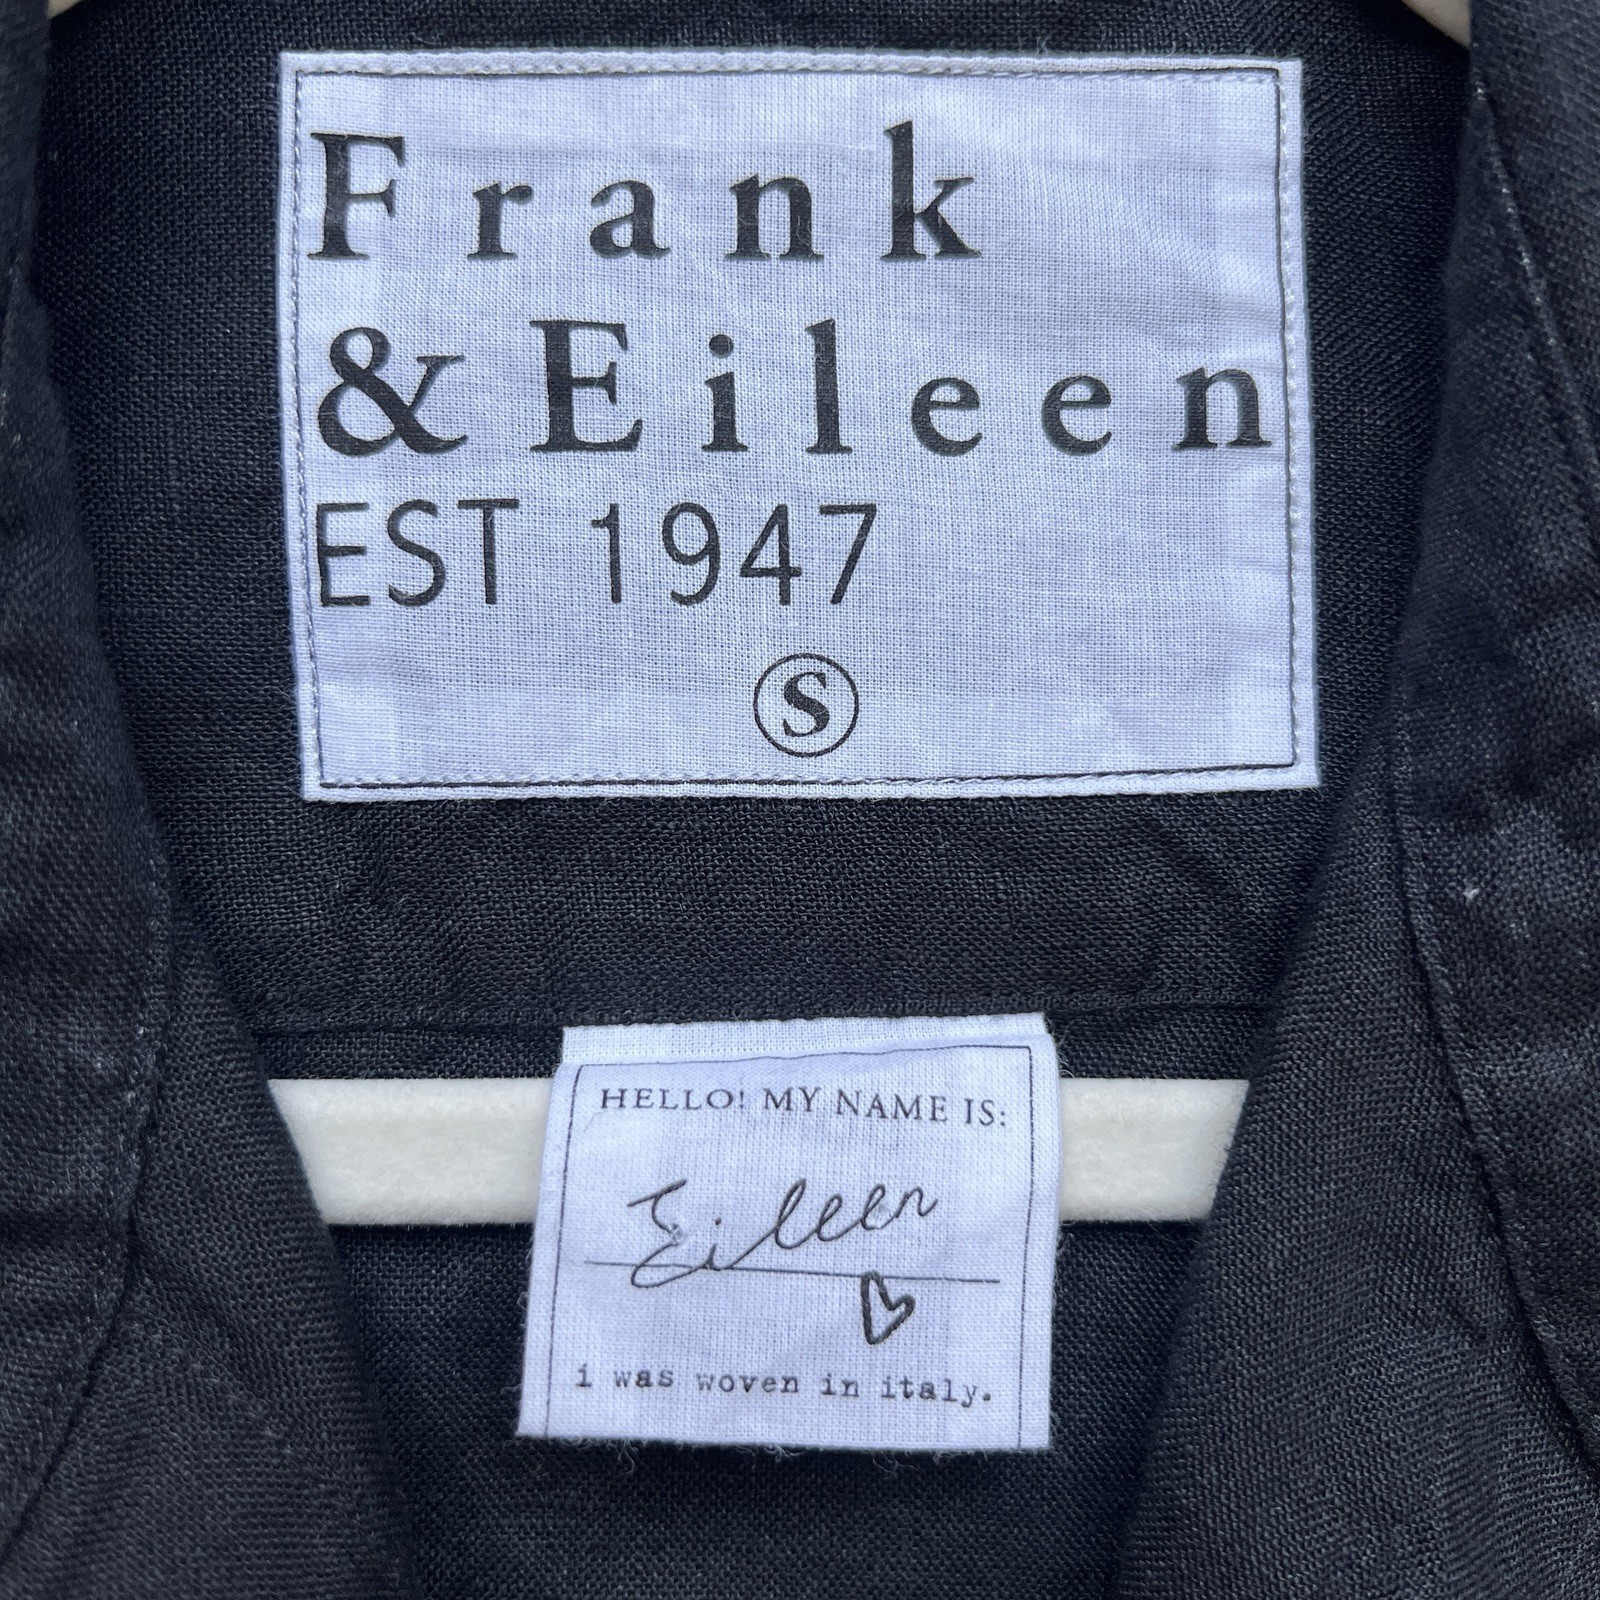 Frank
& Eileen
EST 1947
S
HELLO! MY NAME IS:
Eileen
i was woven in italy.